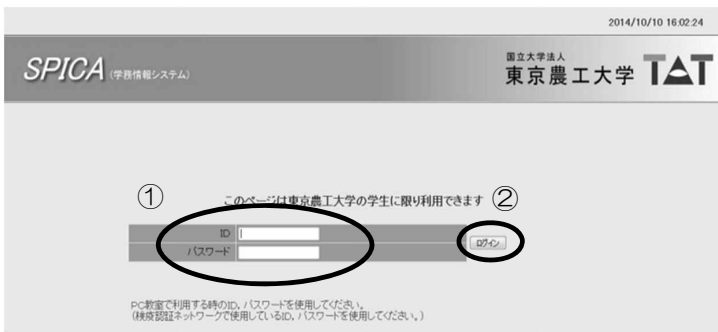 2014/10/10 16:02:24
SPICA (学務情報システム)
国立大学法人
東京農工大学 TAT
① ②
このページは東京農工大学の学生に限り利用できます
ID
パスワード
ログイン
PC教室で利用する時のID, パスワードを使用してください。
(検疫認証ネットワークで使用しているID, パスワードを使用してください。)